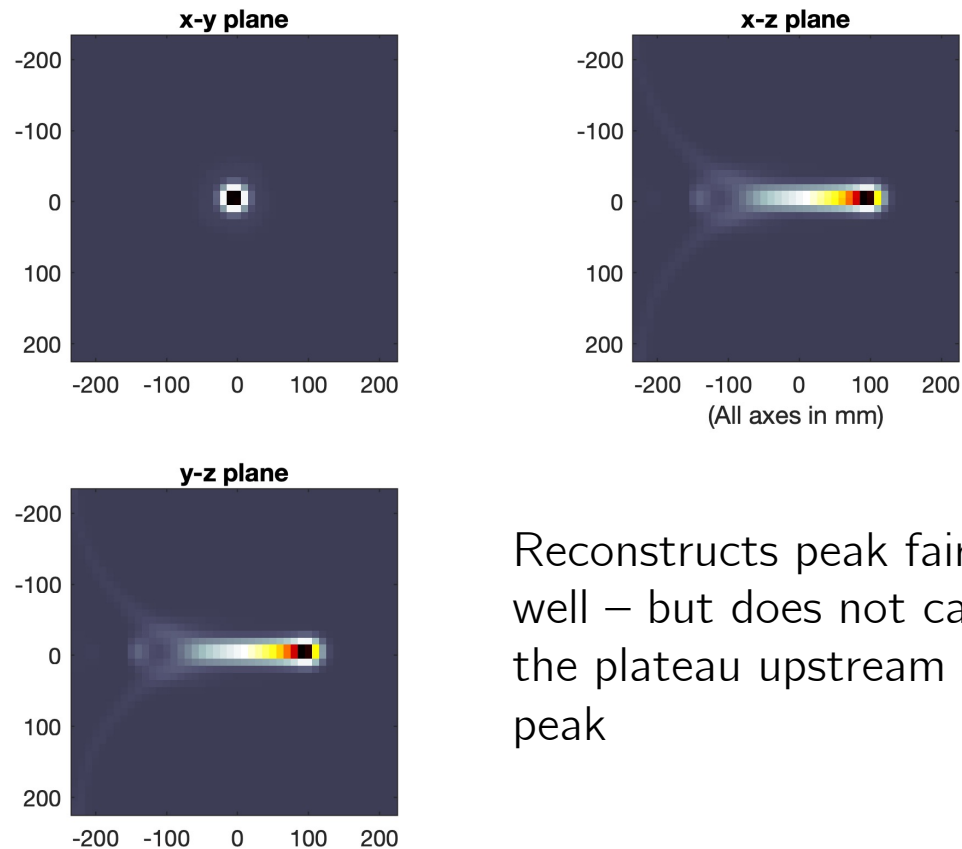 x-y plane
-200
-100
0
100
200
-200 -100 0 100 200
x-z plane
-200
-100
0
100
200
-200 -100 0 100 200
(All axes in mm)
y-z plane
-200
-100
0
100
200
-200 -100 0 100 200
Reconstructs peak
well – but does not
the plateau upstream
peak